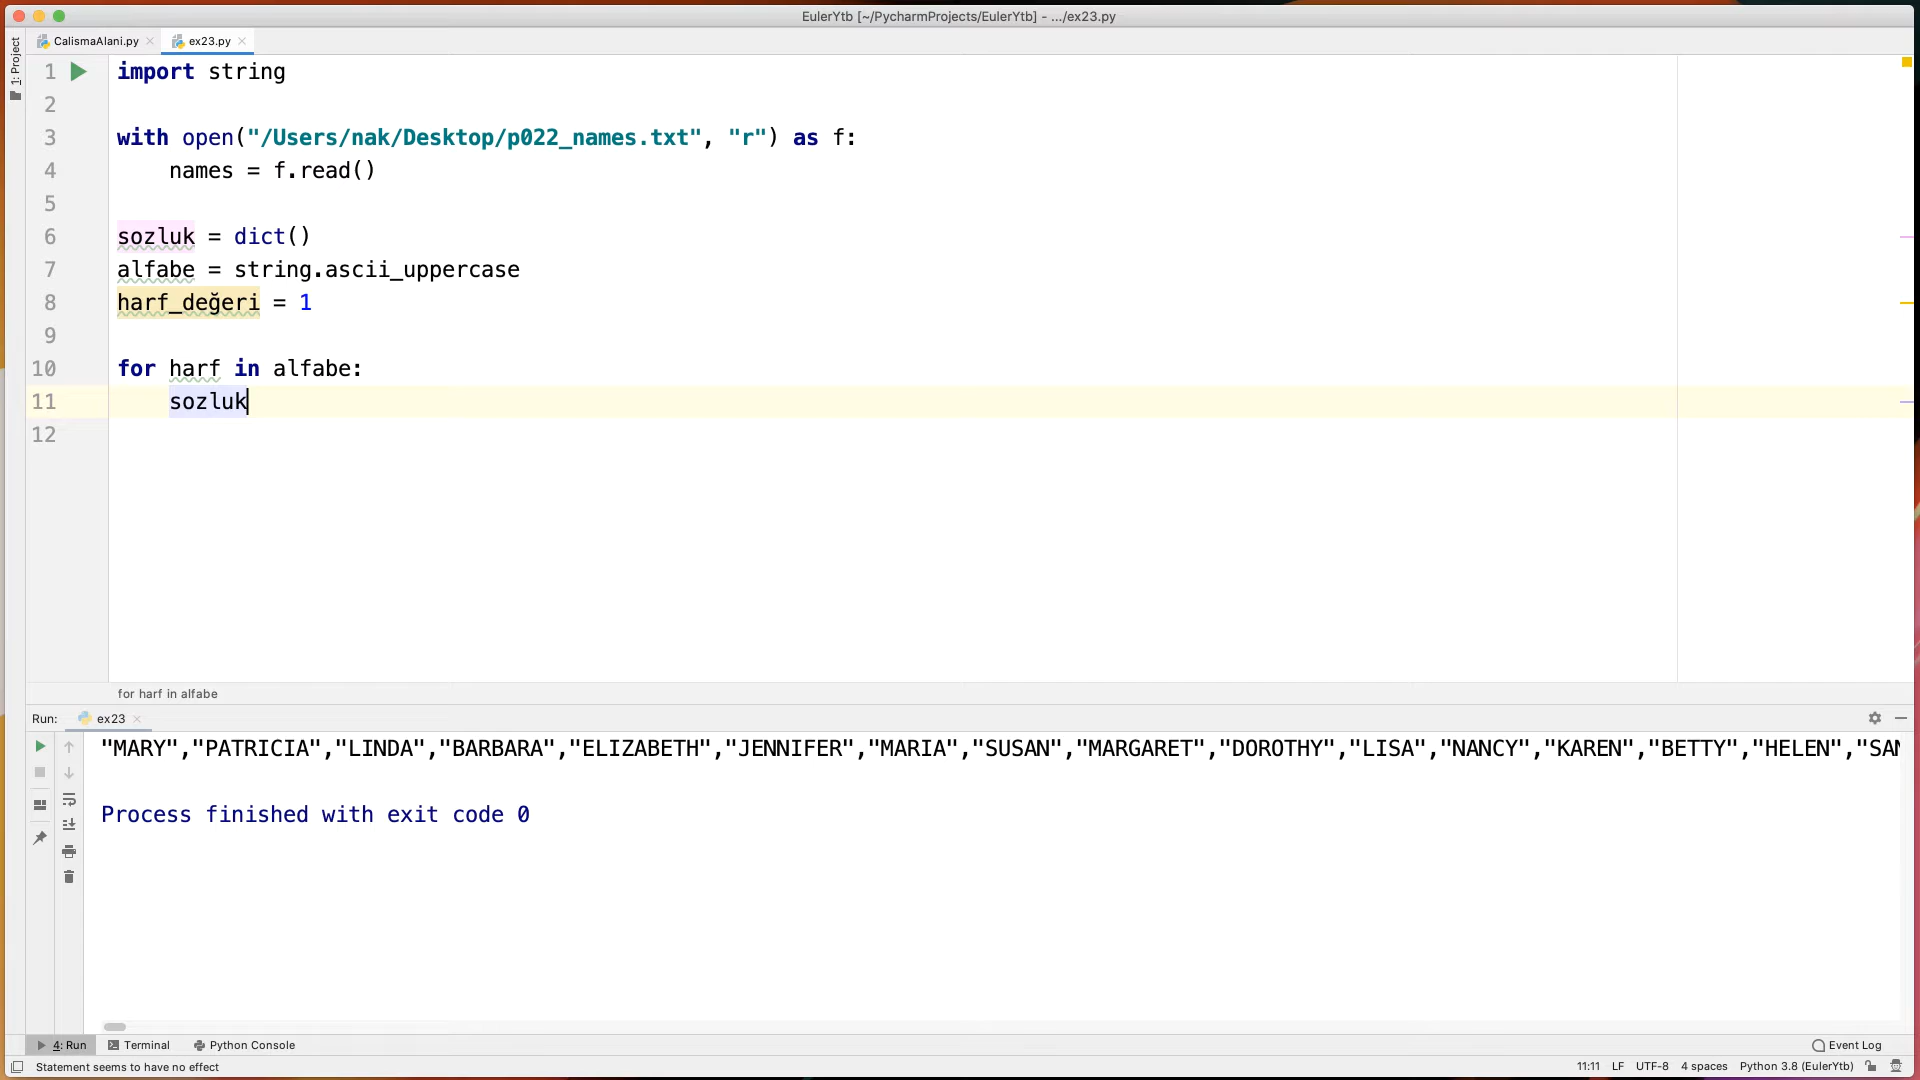 EulerYtb [~/PycharmProjects/EulerYtb] - .../ex23.py
1: Project
CalismaAlani.py
ex23.py
1 import string
2
3 with open("/Users/nak/Desktop/p022_names.txt", "r") as f:
4 names = f.read()
5
6 sozluk = dict()
7 alfabe = string.ascii_uppercase
8 harf_değeri = 1
9
10 for harf in alfabe:
11 sozluk
12
for harf in alfabe
Run: ex23
"MARY","PATRICIA","LINDA","BARBARA","ELIZABETH","JENNIFER","MARIA","SUSAN","MARGARET","DOROTHY","LISA","NANCY","KAREN","BETTY","HELEN","SAN
Process finished with exit code 0
4: Run Terminal Python Console Event Log
Statement seems to have no effect 11:11 LF UTF-8 4 spaces Python 3.8 (EulerYtb)